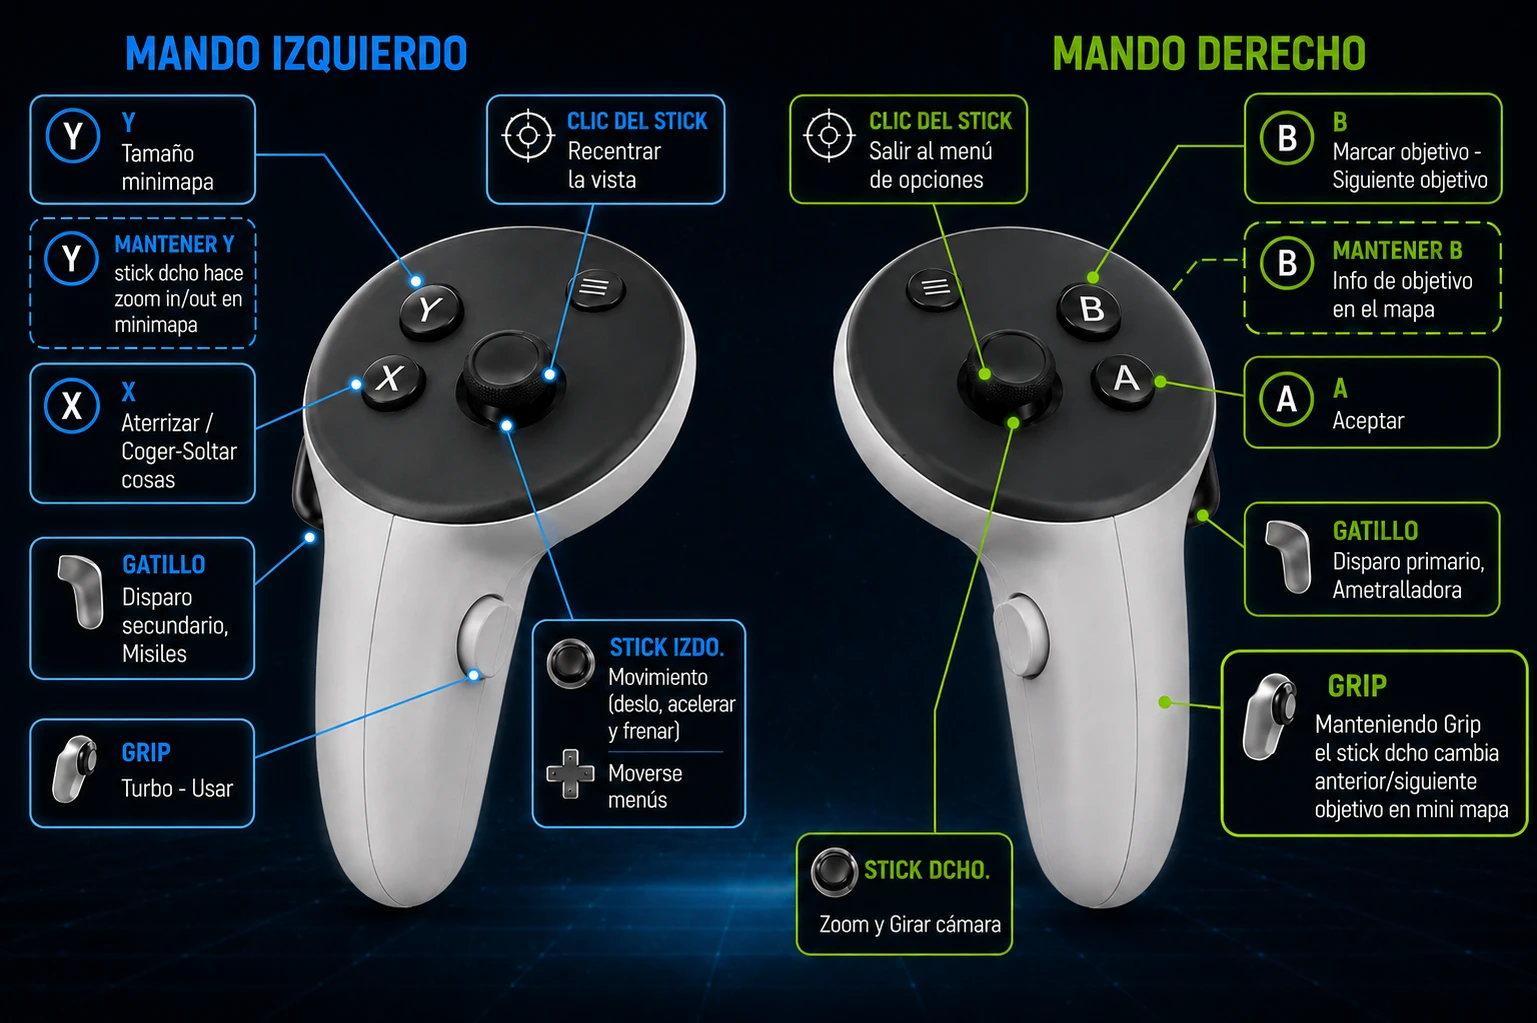 MANDO IZQUIERDO
Y
Y
Tamaño
minimapa
Y
MANTENER Y
stick dcho hace
zoom in/out en
minimapa
X
X
Aterrizar /
Coger-Soltar
cosas
GATILLO
Disparo
secundario,
Misiles
GRIP
Turbo - Usar
CLIC DEL STICK
Recentrar
la vista
Y
X
STICK IZDO.
Movimiento
(deslo, acelerar
y frenar)
Moverse
menús
MANDO DERECHO
CLIC DEL STICK
Salir al menú
de opciones
B
A
STICK DCHO.
Zoom y Girar cámara
B
B
Marcar objetivo -
Siguiente objetivo
B
MANTENER B
Info de objetivo
en el mapa
A
A
Aceptar
GATILLO
Disparo primario,
Ametralladora
GRIP
Manteniendo Grip
el stick dcho cambia
anterior/siguiente
objetivo en mini mapa